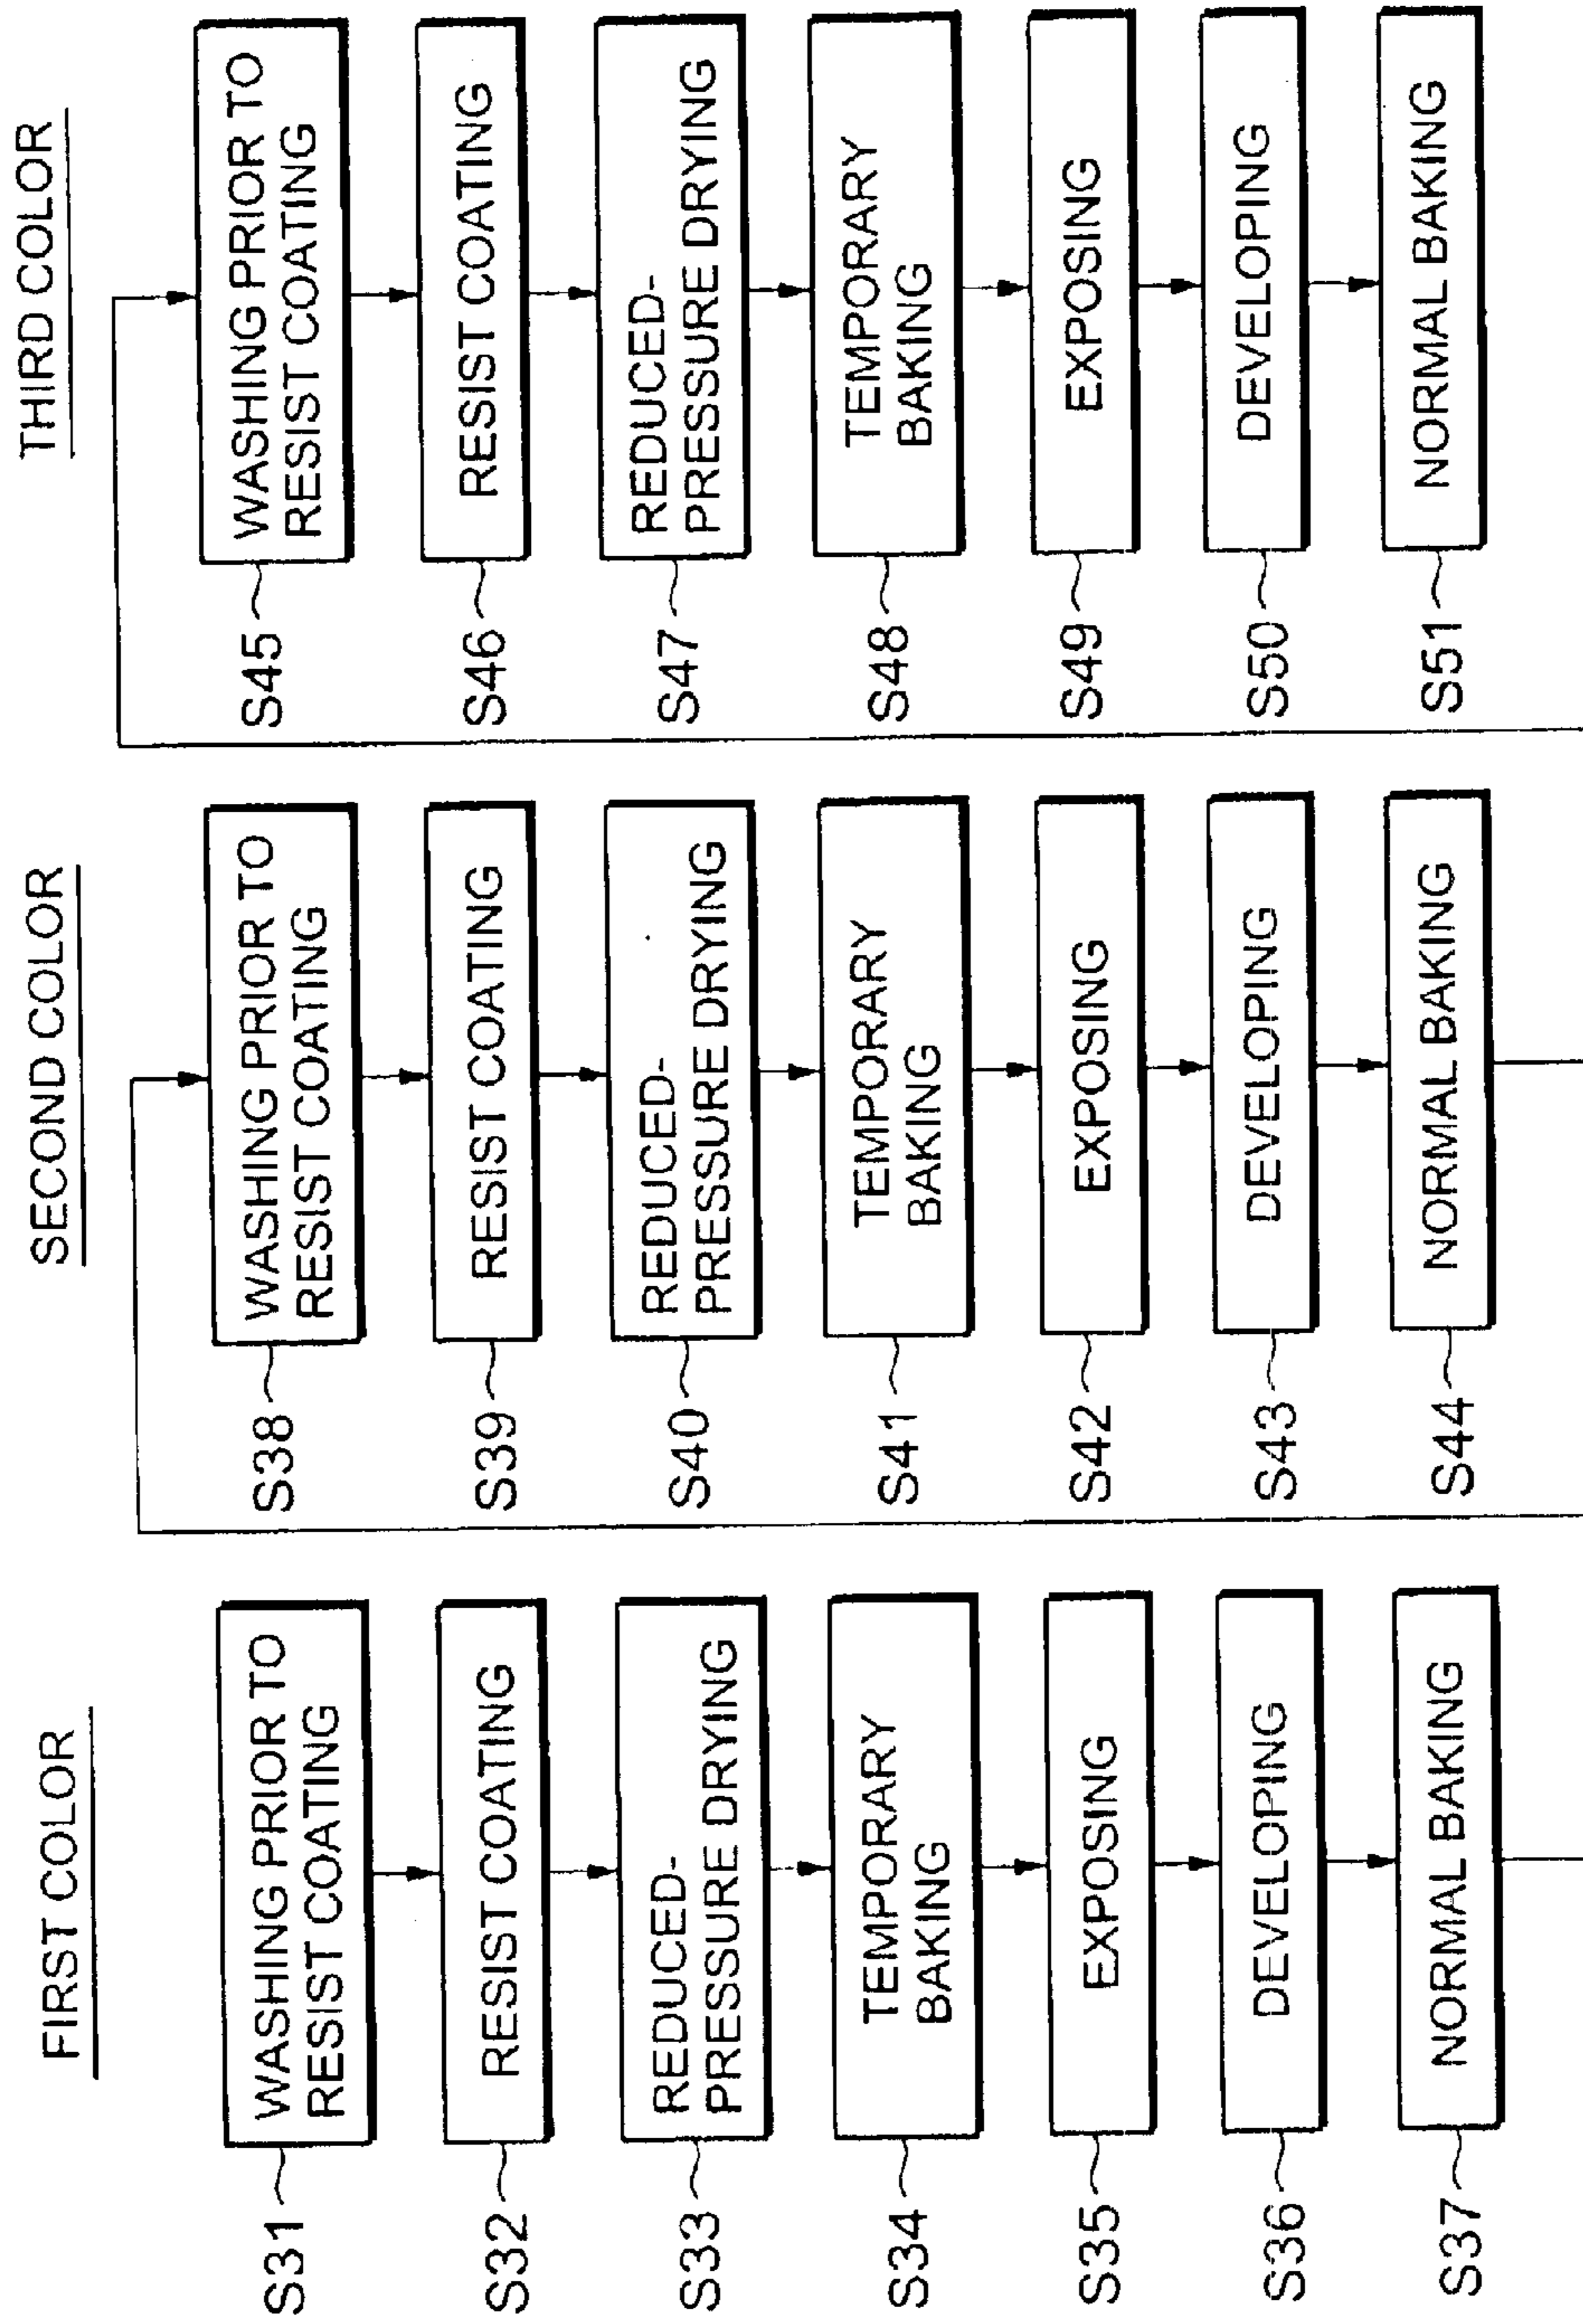 FIRST COLOR
S31
WASHING PRIOR TO
RESIST COATING
S32
RESIST COATING
S33
REDUCED-
PRESSURE DRYING
S34
TEMPORARY
BAKING
S35
EXPOSING
S36
DEVELOPING
S37
NORMAL BAKING
SECOND COLOR
S38
WASHING PRIOR TO
RESIST COATING
S39
RESIST COATING
S40
REDUCED-
PRESSURE DRYING
S41
TEMPORARY
BAKING
S42
EXPOSING
S43
DEVELOPING
S44
NORMAL BAKING
THIRD COLOR
S45
WASHING PRIOR TO
RESIST COATING
S46
RESIST COATING
S47
REDUCED-
PRESSURE DRYING
S48
TEMPORARY
BAKING
S49
EXPOSING
S50
DEVELOPING
S51
NORMAL BAKING